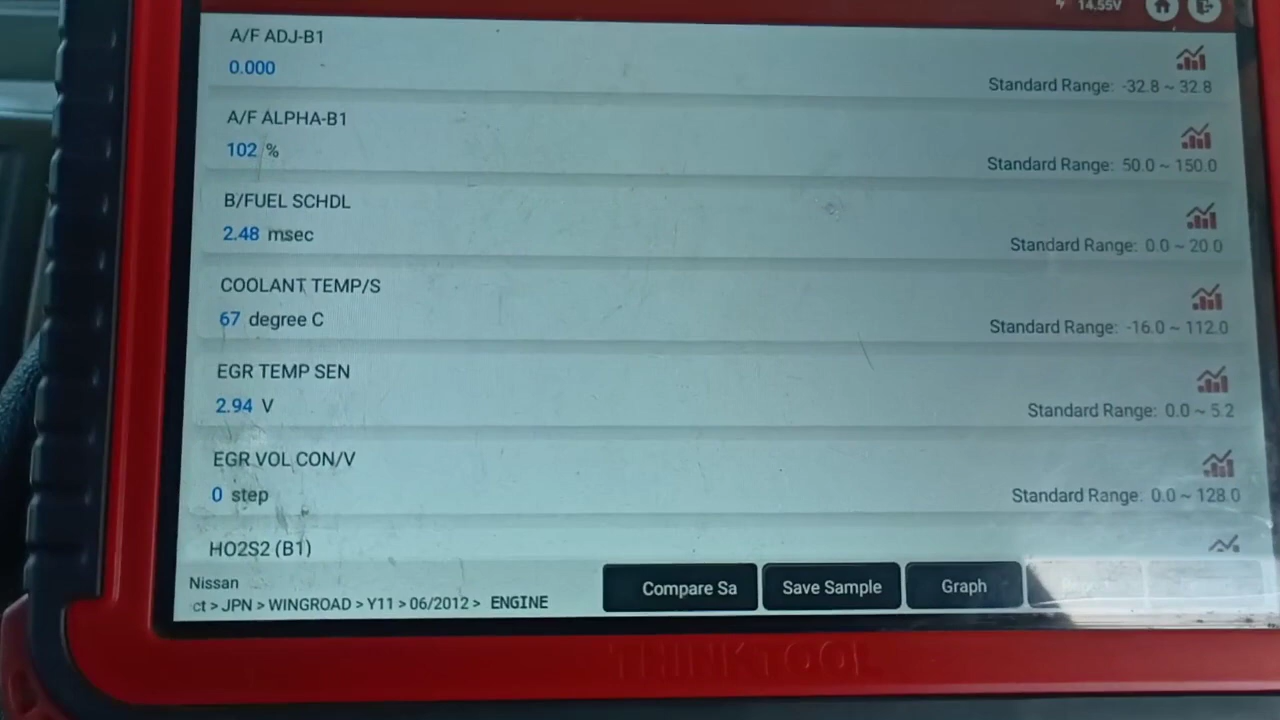 14.55V
A/F ADJ-B1
0.000
Standard Range: -32.8 ~ 32.8
A/F ALPHA-B1
102 %
Standard Range: 50.0 ~ 150.0
B/FUEL SCHDL
2.48 msec
Standard Range: 0.0 ~ 20.0
COOLANT TEMP/S
67 degree C
Standard Range: -16.0 ~ 112.0
EGR TEMP SEN
2.94 V
Standard Range: 0.0 ~ 5.2
EGR VOL CON/V
0 step
Standard Range: 0.0 ~ 128.0
HO2S2 (B1)
Nissan
ct > JPN > WINGROAD > Y11 > 06/2012 > ENGINE
Compare Sa
Save Sample
Graph
THINKTOOL